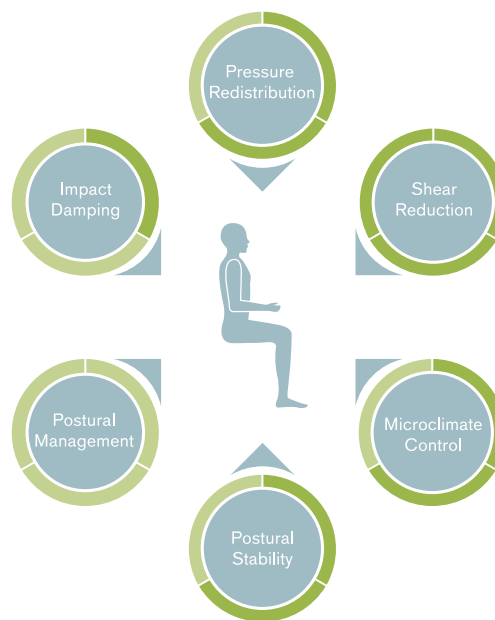 Pressure
Redistribution
Impact
Damping
Shear
Reduction
Postural
Management
Microclimate
Control
Postural
Stability